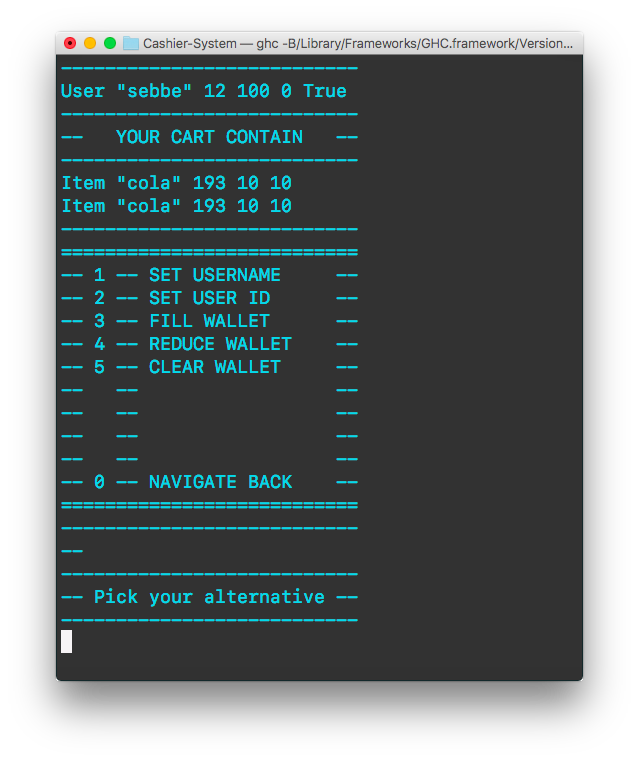 Cashier-System — ghc -B/Library/Frameworks/GHC.framework/Version...
---------------------------
User "sebbe" 12 100 0 True
---------------------------
--   YOUR CART CONTAIN   --
---------------------------
Item "cola" 193 10 10
Item "cola" 193 10 10
---------------------------
===========================
-- 1 -- SET USERNAME     --
-- 2 -- SET USER ID      --
-- 3 -- FILL WALLET      --
-- 4 -- REDUCE WALLET    --
-- 5 -- CLEAR WALLET     --
--   --                  --
--   --                  --
--   --                  --
--   --                  --
-- 0 -- NAVIGATE BACK    --
===========================
---------------------------
--
---------------------------
-- Pick your alternative --
---------------------------